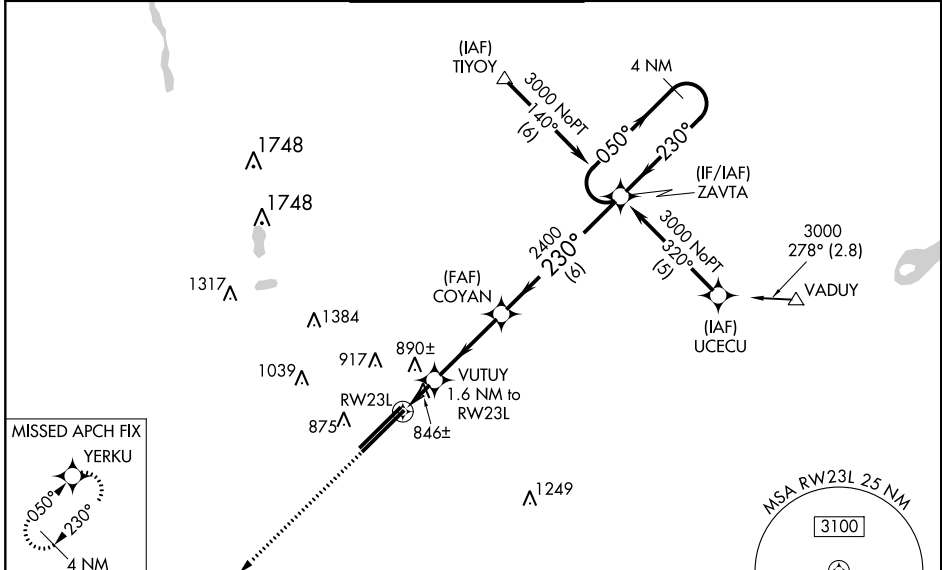 (IAF)
TIYOY
4 NM
3000 NoPT
140°
(6)
050°
230°
(IF/IAF)
ZAVTA
3000 NoPT
320°
(5)
3000
278° (2.8)
VADUY
(IAF)
UCECU
2400
230°
(6)
(FAF)
COYAN
1748
1748
1317
1384
917
890±
1039
VUTUY
1.6 NM to
RW23L
RW23L
875
846±
1249
MISSED APCH FIX
YERKU
050°
230°
4 NM
MSA RW23L 25 NM
3100